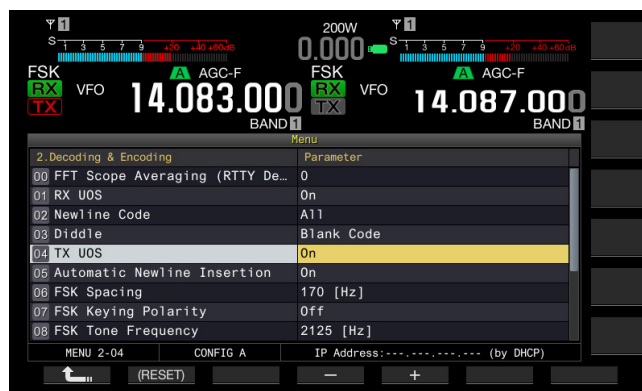 1 200W 1
S 1 3 5 7 9 +20 +40 +60dB 0.000 S 1 3 5 7 9 +20 +40 +60dB
FSK A AGC-F FSK A AGC-F
RX VFO 14.083.000 RX VFO 14.087.000
TX TX
BAND 1 BAND 1
Menu
2.Decoding & Encoding Parameter
00 FFT Scope Averaging (RTTY De… 0
01 RX UOS On
02 Newline Code All
03 Diddle Blank Code
04 TX UOS On
05 Automatic Newline Insertion On
06 FSK Spacing 170 [Hz]
07 FSK Keying Polarity Off
08 FSK Tone Frequency 2125 [Hz]
MENU 2-04 CONFIG A IP Address:---.---.---.--- (by DHCP)
(RESET) − +